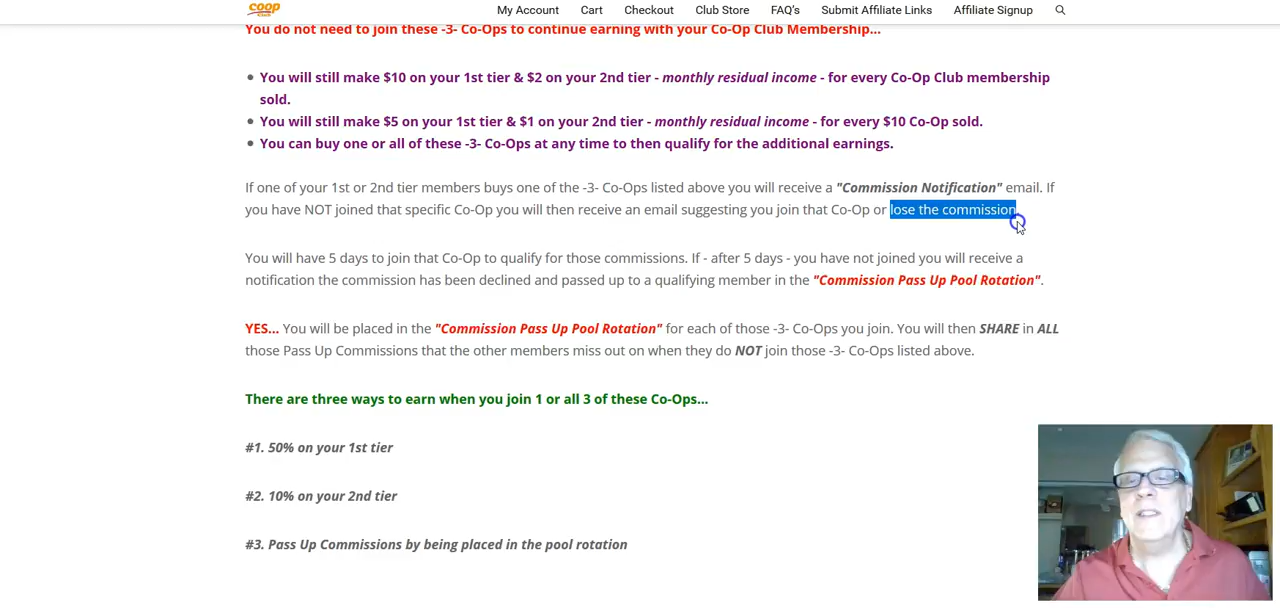 coop
My Account Cart Checkout Club Store FAQ's Submit Affiliate Links Affiliate Signup
You do not need to join these -3- Co-Ops to continue earning with your Co-Op Club Membership...
You will still make $10 on your 1st tier & $2 on your 2nd tier - monthly residual income - for every Co-Op Club membership
sold.
You will still make $5 on your 1st tier & $1 on your 2nd tier - monthly residual income - for every $10 Co-Op sold.
You can buy one or all of these -3- Co-Ops at any time to then qualify for the additional earnings.
If one of your 1st or 2nd tier members buys one of the -3- Co-Ops listed above you will receive a "Commission Notification" email. If
you have NOT joined that specific Co-Op you will then receive an email suggesting you join that Co-Op or lose the commission
You will have 5 days to join that Co-Op to qualify for those commissions. If - after 5 days - you have not joined you will receive a
notification the commission has been declined and passed up to a qualifying member in the "Commission Pass Up Pool Rotation".
YES... You will be placed in the "Commission Pass Up Pool Rotation" for each of those -3- Co-Ops you join. You will then SHARE in ALL
those Pass Up Commissions that the other members miss out on when they do NOT join those -3- Co-Ops listed above.
There are three ways to earn when you join 1 or all 3 of these Co-Ops...
#1. 50% on your 1st tier
#2. 10% on your 2nd tier
#3. Pass Up Commissions by being placed in the pool rotation